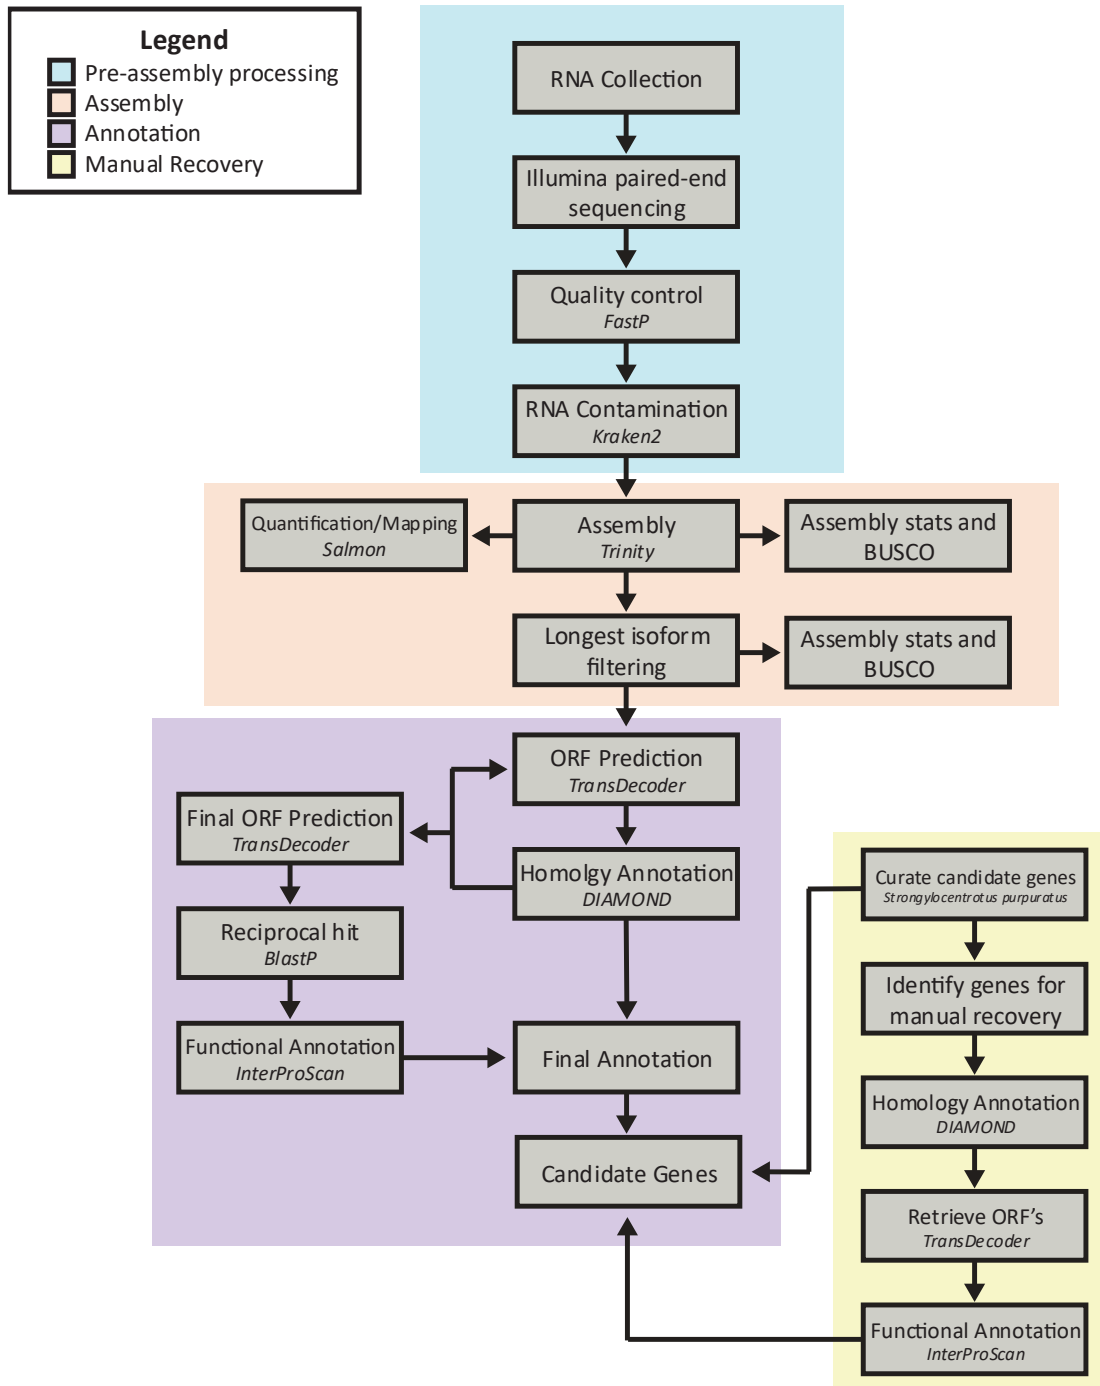 Legend
Pre-assembly processing
Assembly
Annotation
Manual Recovery
RNA Collection
Illumina paired-end
sequencing
Quality control
FastP
RNA Contamination
Kraken2
Quantification/Mapping
Salmon
Assembly
Trinity
Assembly stats and
BUSCO
Longest isoform
filtering
Assembly stats and
BUSCO
ORF Prediction
TransDecoder
Final ORF Prediction
TransDecoder
Homolgy Annotation
DIAMOND
Reciprocal hit
BlastP
Functional Annotation
InterProScan
Final Annotation
Candidate Genes
Curate candidate genes
Strongylocentrotus purpuratus
Identify genes for
manual recovery
Homology Annotation
DIAMOND
Retrieve ORF's
TransDecoder
Functional Annotation
InterProScan